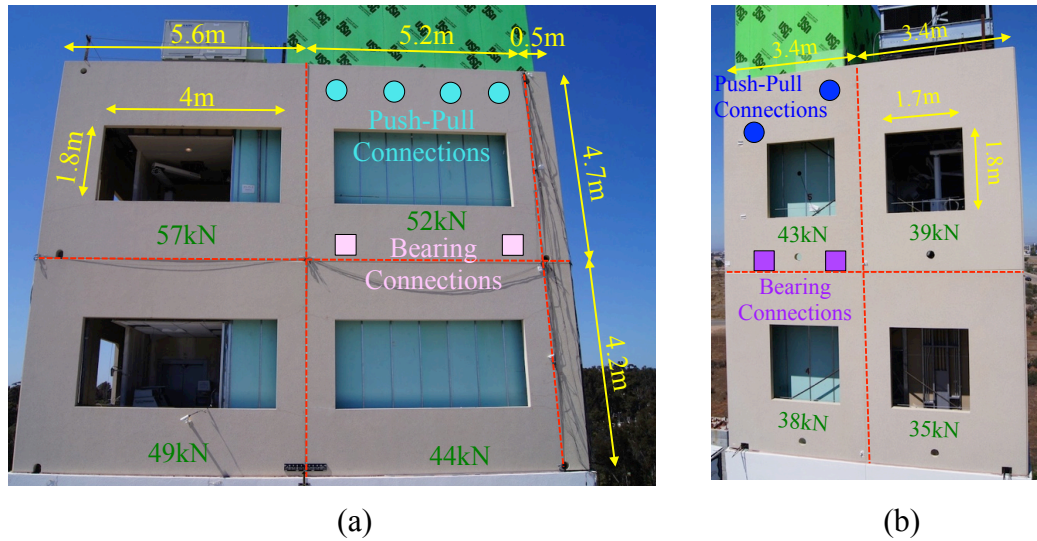 5.6m
5.2m
0.5m
4m
1.8m
Push-Pull
Connections
4.7m
57kN
52kN
Bearing
Connections
4.2m
49kN
44kN
(a)
3.4m
3.4m
Push-Pull
Connections
1.7m
1.8m
43kN
39kN
Bearing
Connections
38kN
35kN
(b)